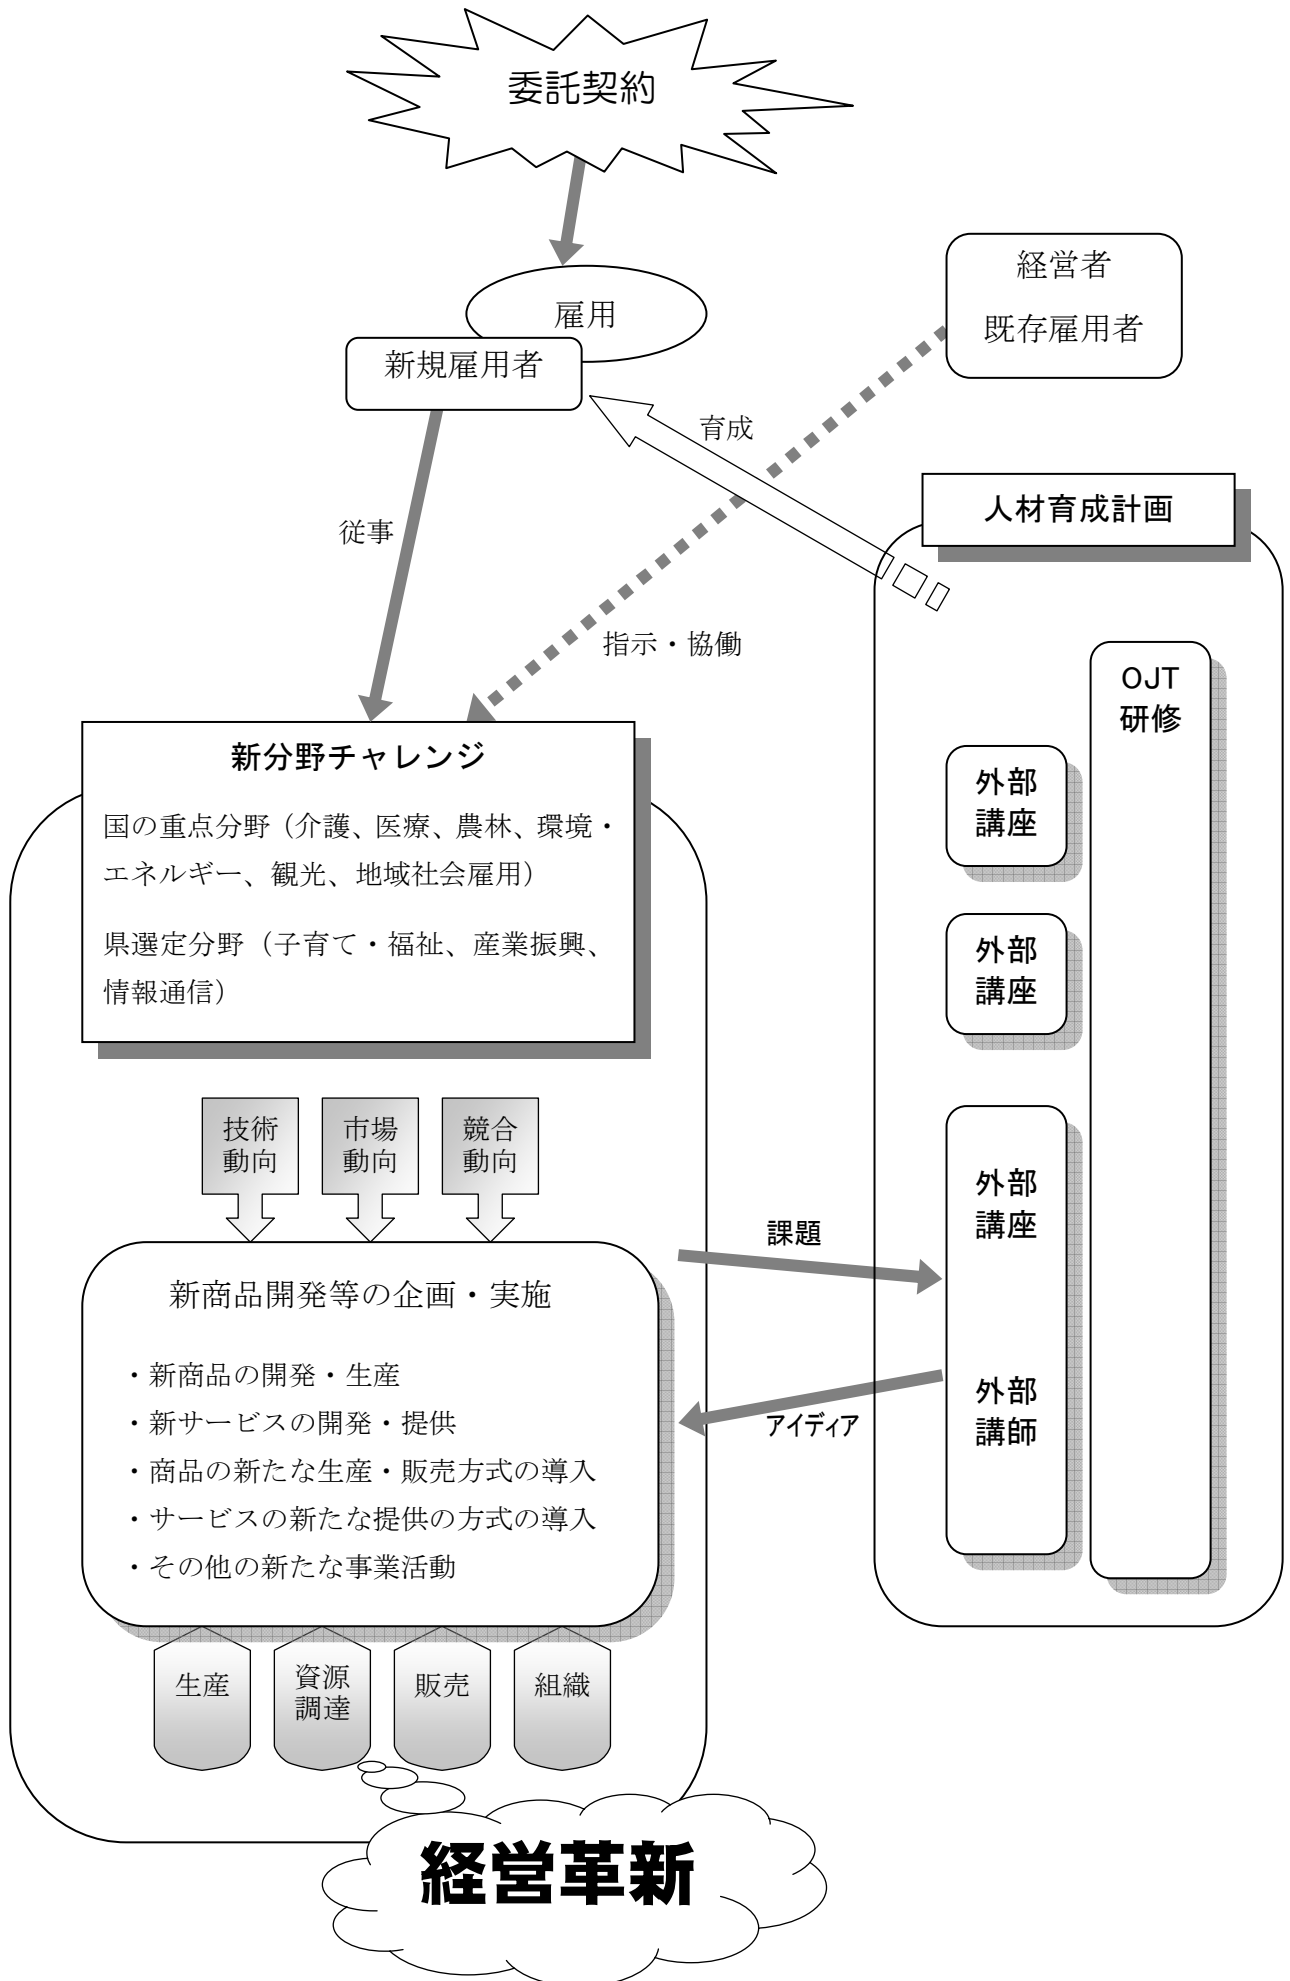 委託契約
雇用
新規雇用者
経営者
既存雇用者
育成
人材育成計画
従事
指示・協働
OJT
研修
新分野チャレンジ
国の重点分野（介護、医療、農林、環境・
エネルギー、観光、地域社会雇用）
県選定分野（子育て・福祉、産業振興、
情報通信）
外部
講座
外部
講座
技術
動向
市場
動向
競合
動向
外部
講座
課題
新商品開発等の企画・実施
・新商品の開発・生産
・新サービスの開発・提供
・商品の新たな生産・販売方式の導入
・サービスの新たな提供の方式の導入
・その他の新たな事業活動
アイディア
外部
講師
生産
資源
調達
販売
組織
経営革新